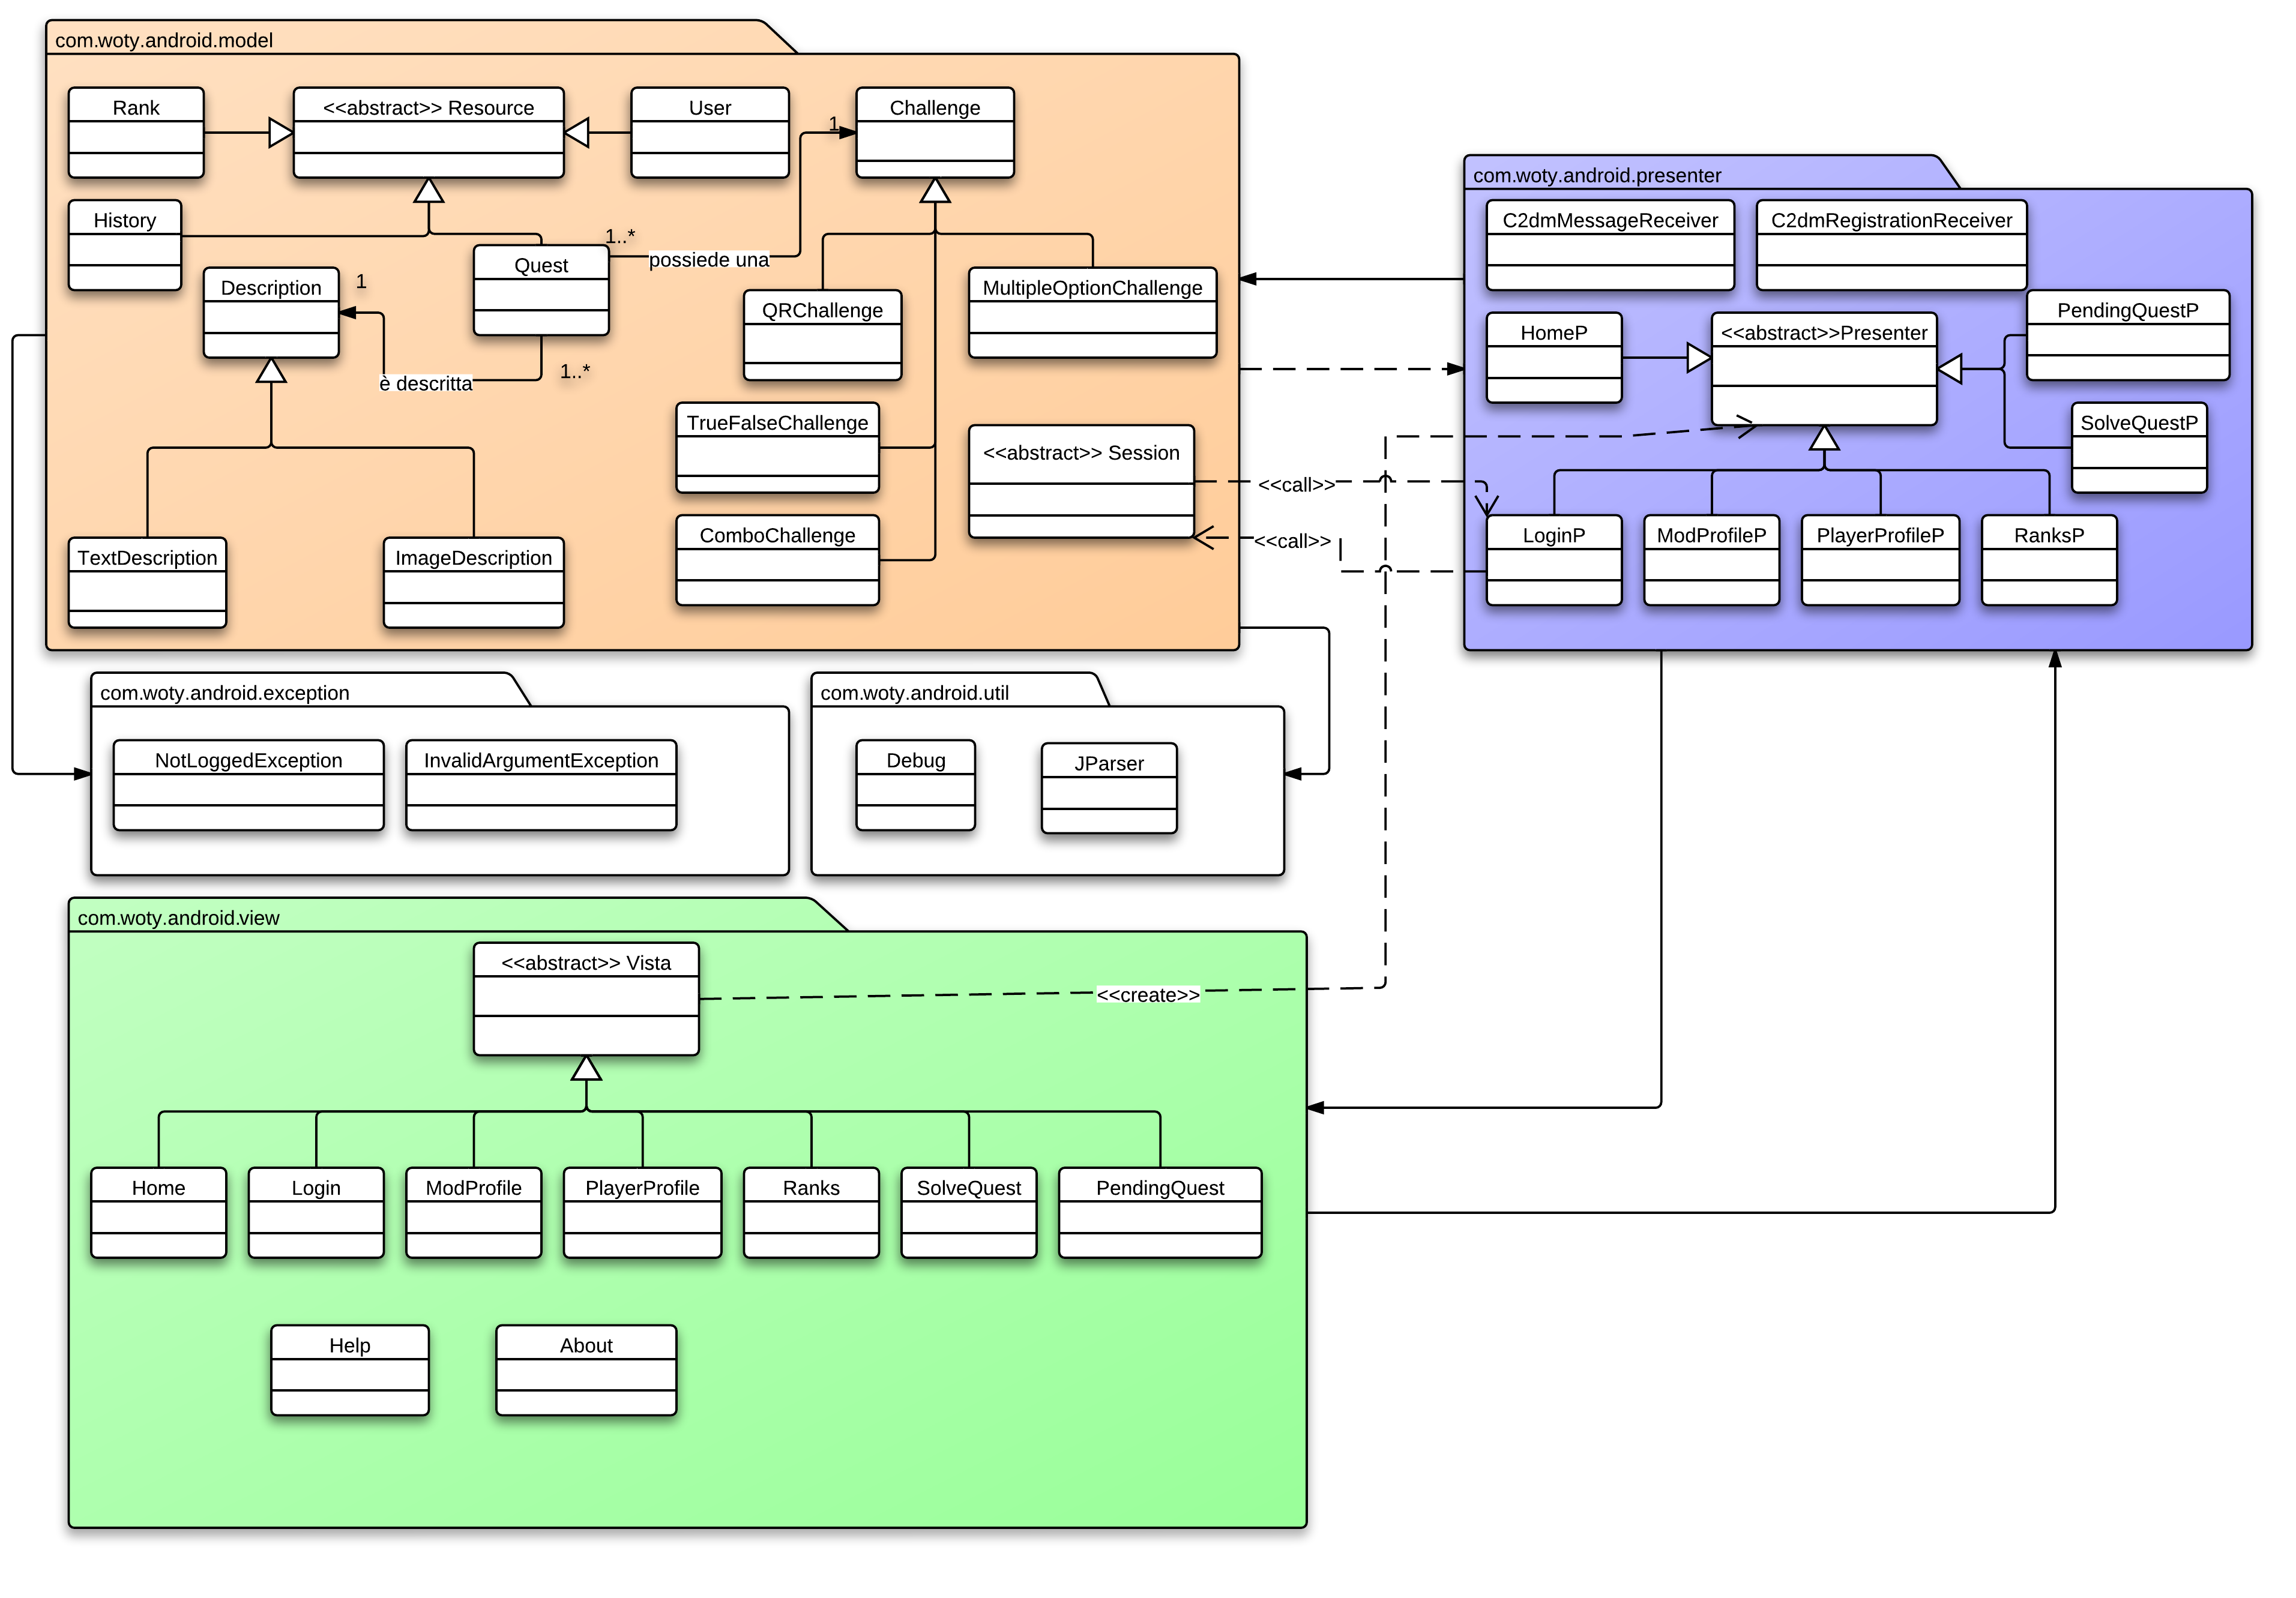 com.woty.android.model
Rank
<<abstract>> Resource
User
Challenge
1
History
Quest
1..*
possiede una
Description
1
QRChallenge
MultipleOptionChallenge
è descritta
1..*
TrueFalseChallenge
<<abstract>> Session
ComboChallenge
TextDescription
ImageDescription
<<call>>
<<call>>
com.woty.android.presenter
C2dmMessageReceiver
C2dmRegistrationReceiver
PendingQuestP
HomeP
<<abstract>>Presenter
SolveQuestP
LoginP
ModProfileP
PlayerProfileP
RanksP
com.woty.android.exception
NotLoggedException
InvalidArgumentException
com.woty.android.util
Debug
JParser
com.woty.android.view
<<abstract>> Vista
<<create>>
Home
Login
ModProfile
PlayerProfile
Ranks
SolveQuest
PendingQuest
Help
About